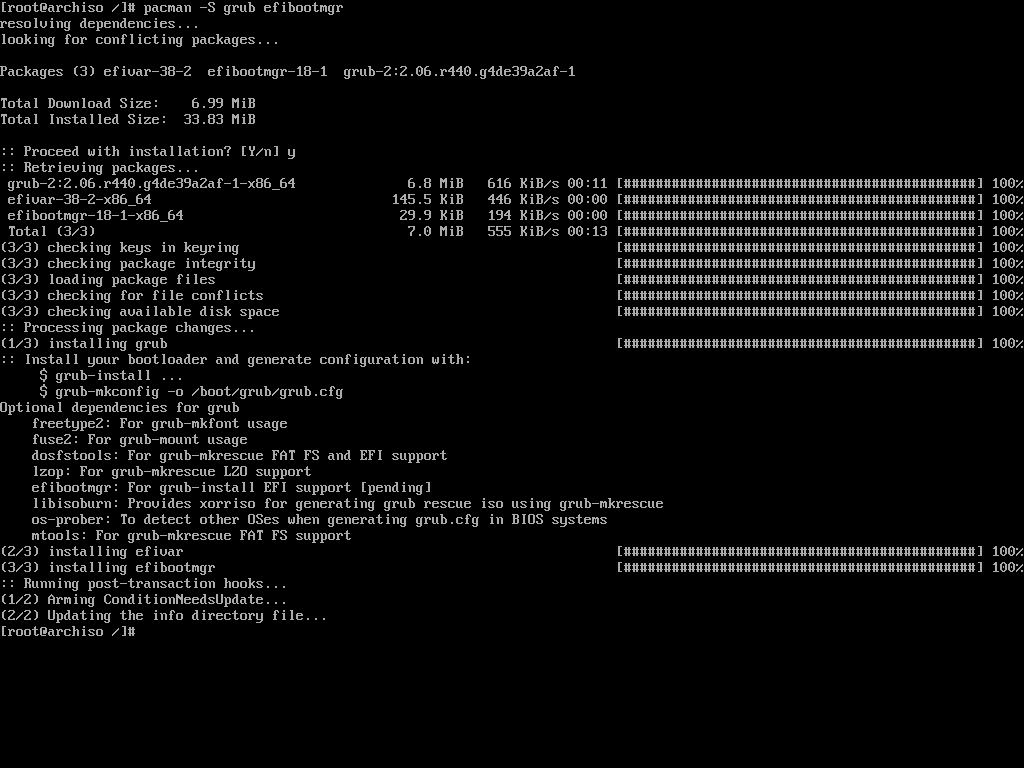 [root@archiso /]# pacman -S grub efibootmgr
resolving dependencies...
looking for conflicting packages...

Packages (3) efivar-38-2  efibootmgr-18-1  grub-2:2.06.r440.g4de39a2af-1

Total Download Size:    6.99 MiB
Total Installed Size:  33.83 MiB

:: Proceed with installation? [Y/n] y
:: Retrieving packages...
 grub-2:2.06.r440.g4de39a2af-1-x86_64              6.8 MiB   616 KiB/s 00:11 [############################################] 100%
 efivar-38-2-x86_64                              145.5 KiB   446 KiB/s 00:00 [############################################] 100%
 efibootmgr-18-1-x86_64                           29.9 KiB   194 KiB/s 00:00 [############################################] 100%
 Total (3/3)                                       7.0 MiB   555 KiB/s 00:13 [############################################] 100%
(3/3) checking keys in keyring                                               [############################################] 100%
(3/3) checking package integrity                                             [############################################] 100%
(3/3) loading package files                                                  [############################################] 100%
(3/3) checking for file conflicts                                            [############################################] 100%
(3/3) checking available disk space                                          [############################################] 100%
:: Processing package changes...
(1/3) installing grub                                                        [############################################] 100%
:: Install your bootloader and generate configuration with:
     $ grub-install ...
     $ grub-mkconfig -o /boot/grub/grub.cfg
Optional dependencies for grub
    freetype2: For grub-mkfont usage
    fuse2: For grub-mount usage
    dosfstools: For grub-mkrescue FAT FS and EFI support
    lzop: For grub-mkrescue LZO support
    efibootmgr: For grub-install EFI support [pending]
    libisoburn: Provides xorriso for generating grub rescue iso using grub-mkrescue
    os-prober: To detect other OSes when generating grub.cfg in BIOS systems
    mtools: For grub-mkrescue FAT FS support
(2/3) installing efivar                                                      [############################################] 100%
(3/3) installing efibootmgr                                                  [############################################] 100%
:: Running post-transaction hooks...
(1/2) Arming ConditionNeedsUpdate...
(2/2) Updating the info directory file...
[root@archiso /]#